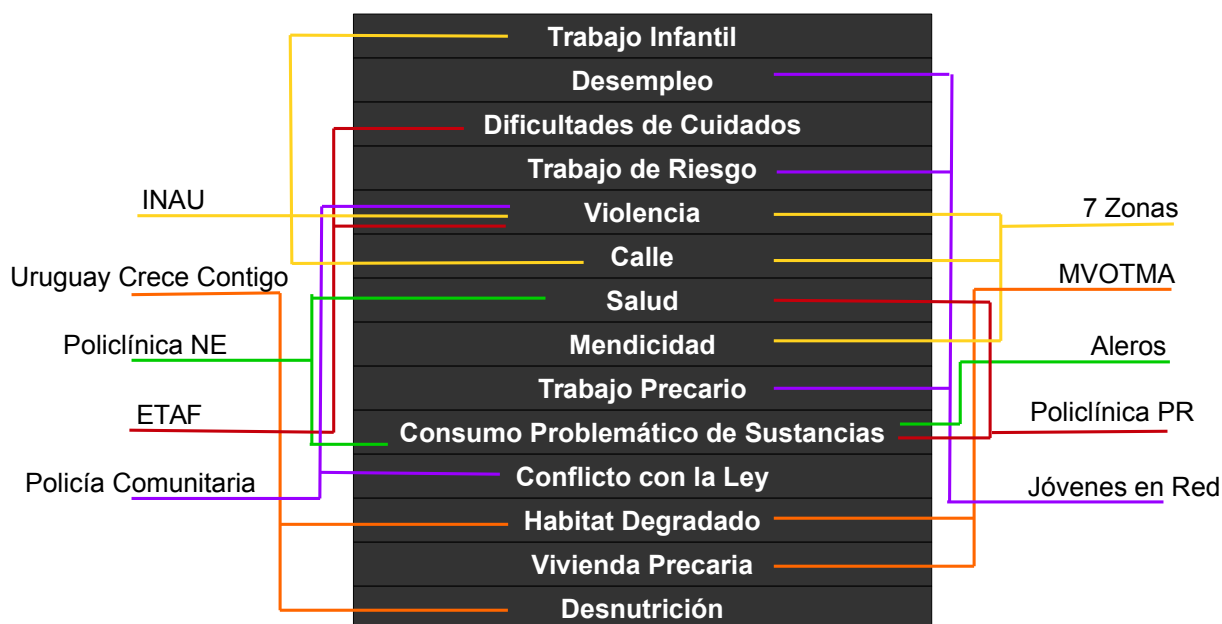 Trabajo Infantil
Desempleo
Dificultades de Cuidados
Trabajo de Riesgo
Violencia
Calle
Salud
Mendicidad
Trabajo Precario
Consumo Problemático de Sustancias
Conflicto con la Ley
Habitat Degradado
Vivienda Precaria
Desnutrición
INAU
Uruguay Crece Contigo
Policlínica NE
ETAF
Policía Comunitaria
7 Zonas
MVOTMA
Aleros
Policlínica PR
Jóvenes en Red